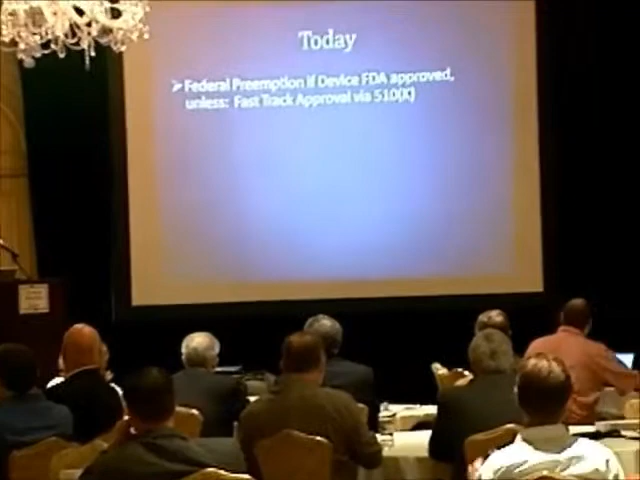 Today
➢ Federal Preemption if Device FDA approved,
unless: Fast Track Approval via 510(K)